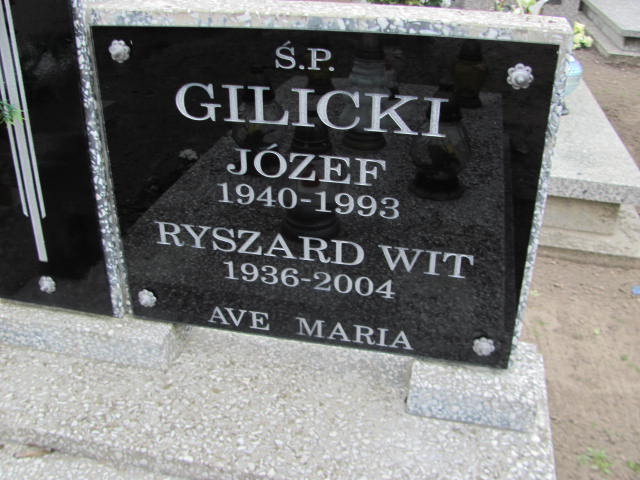 Ś.P.
GILICKI
JÓZEF
1940-1993
RYSZARD WIT
1936-2004
AVE MARIA